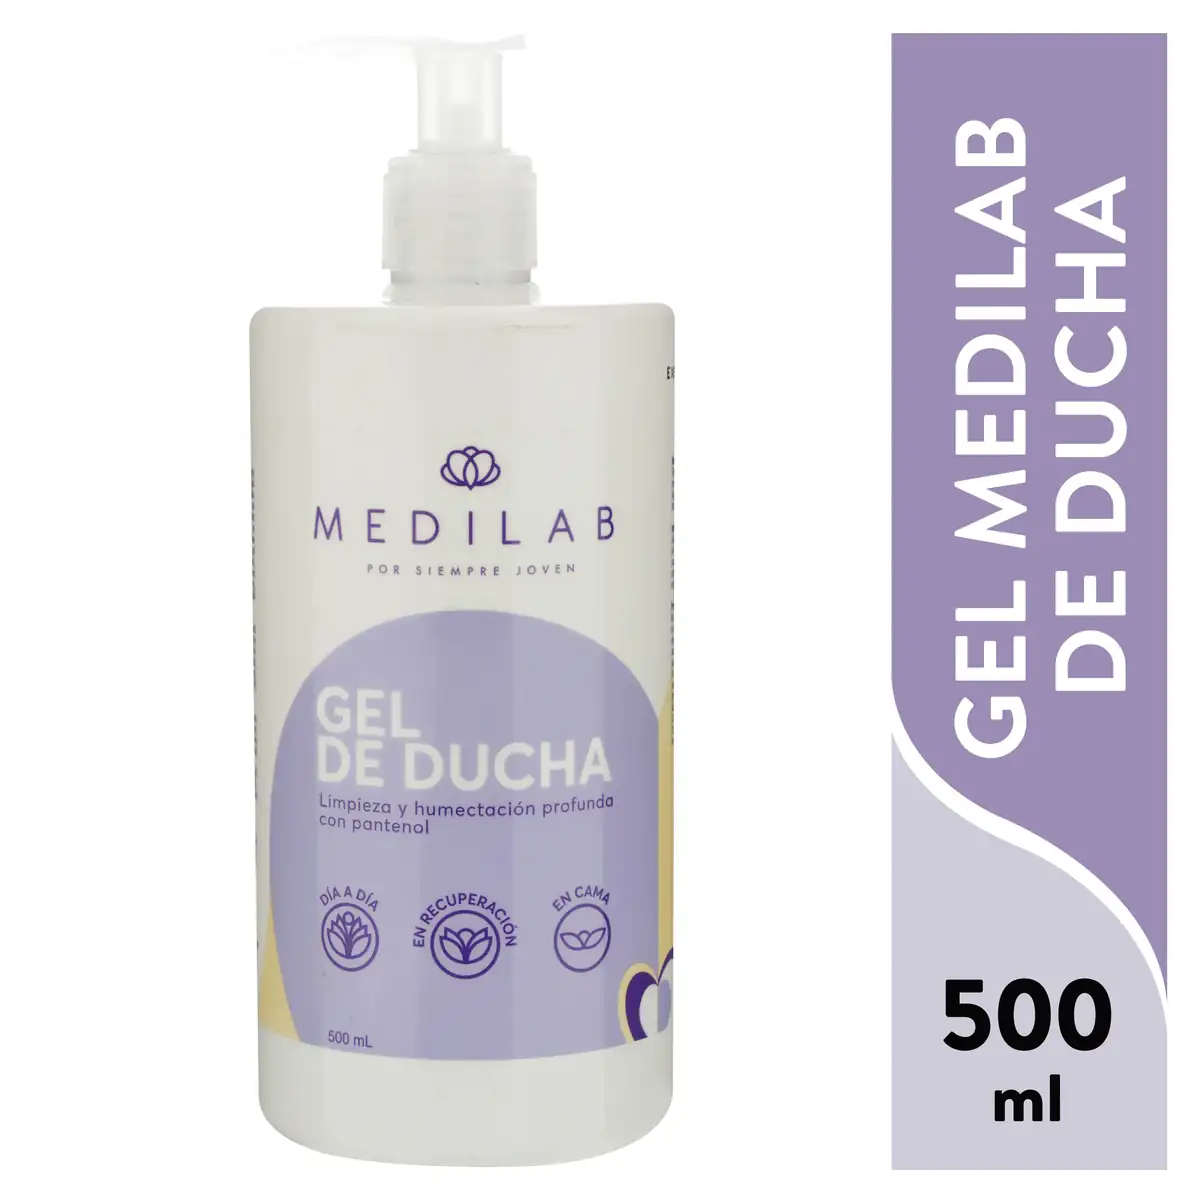 MEDILAB
POR SIEMPRE JOVEN
GEL
DE DUCHA
Limpieza y humectación profunda
con pantenol
DÍA A DÍA
EN RECUPERACIÓN
EN CAMA
500 mL
GEL MEDILAB
DE DUCHA
500
ml